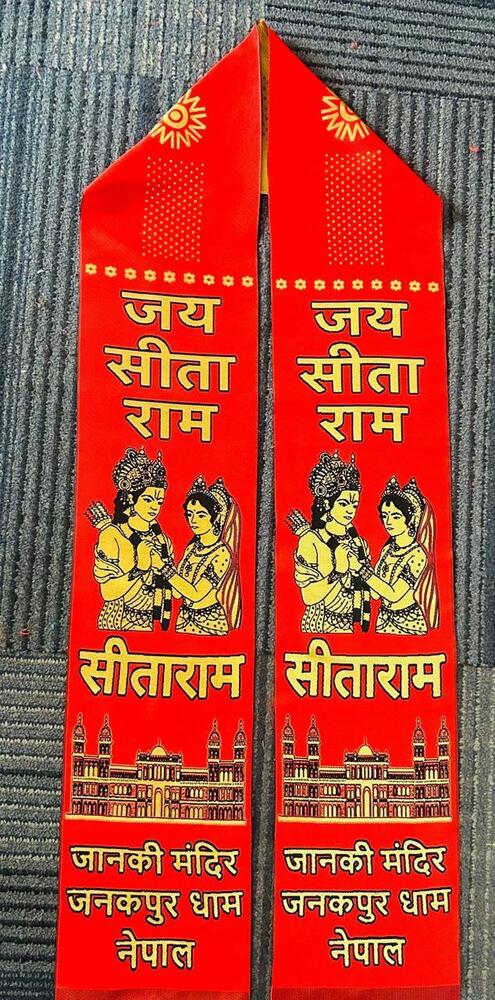 जय
सीता
राम
सीताराम
जानकी मंदिर
जनकपुर धाम
नेपाल
जय
सीता
राम
सीताराम
जानकी मंदिर
जनकपुर धाम
नेपाल